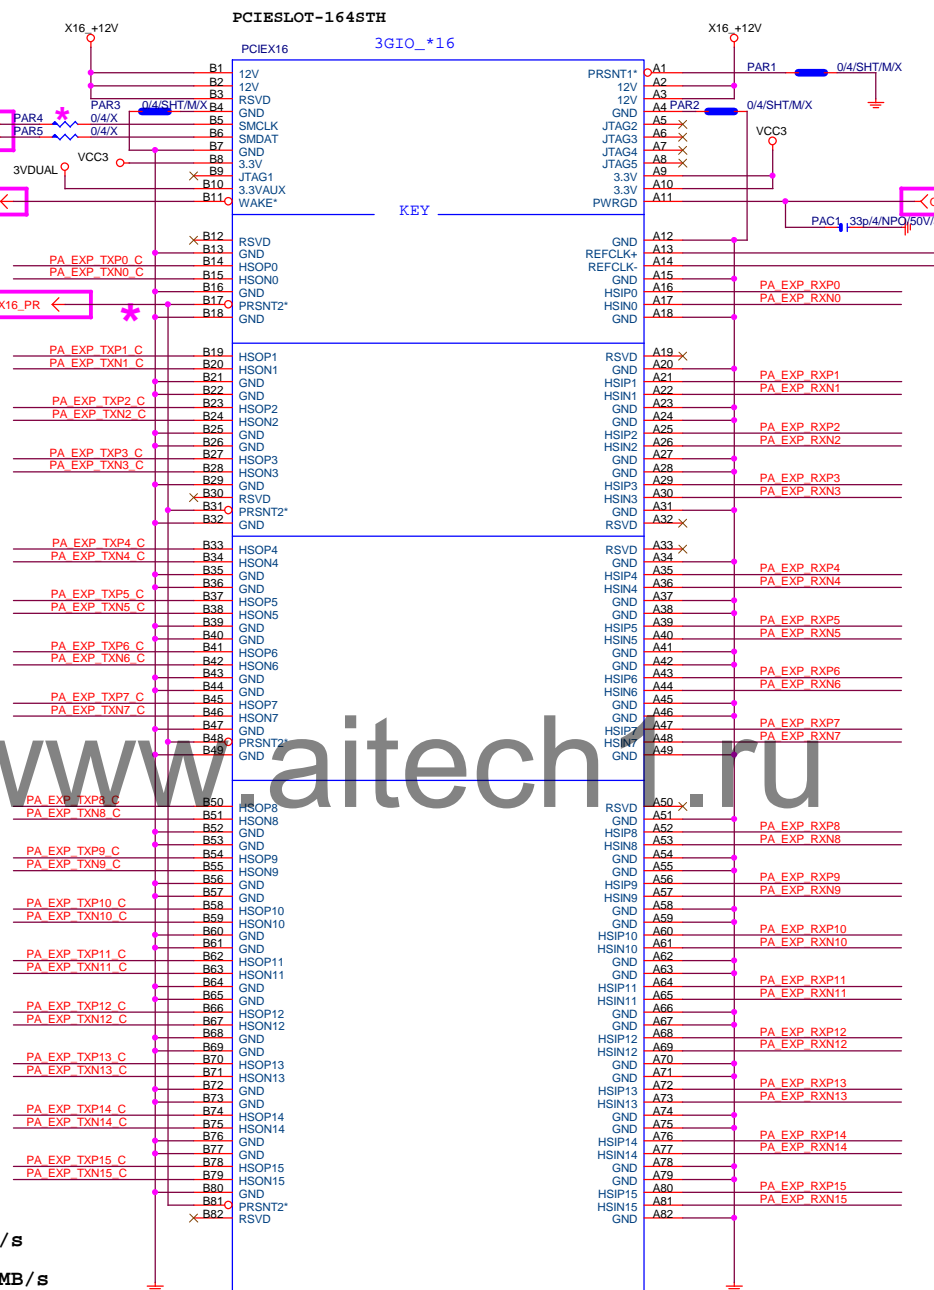 PCIESLOT-164STH
X16_+12V
X16_+12V
PCIEX16
3GIO_*16
B1 12V PRSNT1* A1 PAR1 0/4/SHT/M/X
B2 12V 12V A2
B3 RSVD 12V A3
PAR3 0/4/SHT/M/X B4 GND GND A4 PAR2 0/4/SHT/M/X
PAR4 * 0/4/X B5 SMCLK JTAG2 A5
PAR5 0/4/X B6 SMDAT JTAG3 A6 VCC3
B7 GND JTAG4 A7
VCC3 B8 3.3V JTAG5 A8
3VDUAL B9 JTAG1 3.3V A9
B10 3.3VAUX 3.3V A10
B11 WAKE* PWRGD A11
KEY
PAC1 33p/4/NPO/50V/
B12 RSVD GND A12
B13 GND REFCLK+ A13
PA_EXP_TXP0_C B14 HSOP0 REFCLK- A14
PA_EXP_TXN0_C B15 HSON0 GND A15
B16 GND HSIP0 A16 PA_EXP_RXP0
X16_PR B17 PRSNT2* HSIN0 A17 PA_EXP_RXN0
* B18 GND GND A18
PA_EXP_TXP1_C B19 HSOP1 RSVD A19
PA_EXP_TXN1_C B20 HSON1 GND A20
B21 GND HSIP1 A21 PA_EXP_RXP1
B22 GND HSIN1 A22 PA_EXP_RXN1
PA_EXP_TXP2_C B23 HSOP2 GND A23
PA_EXP_TXN2_C B24 HSON2 GND A24
B25 GND HSIP2 A25 PA_EXP_RXP2
B26 GND HSIN2 A26 PA_EXP_RXN2
PA_EXP_TXP3_C B27 HSOP3 GND A27
PA_EXP_TXN3_C B28 HSON3 GND A28
B29 GND HSIP3 A29 PA_EXP_RXP3
B30 RSVD HSIN3 A30 PA_EXP_RXN3
B31 PRSNT2* GND A31
B32 GND RSVD A32
PA_EXP_TXP4_C B33 HSOP4 RSVD A33
PA_EXP_TXN4_C B34 HSON4 GND A34
B35 GND HSIP4 A35 PA_EXP_RXP4
B36 GND HSIN4 A36 PA_EXP_RXN4
PA_EXP_TXP5_C B37 HSOP5 GND A37
PA_EXP_TXN5_C B38 HSON5 GND A38
B39 GND HSIP5 A39 PA_EXP_RXP5
B40 GND HSIN5 A40 PA_EXP_RXN5
PA_EXP_TXP6_C B41 HSOP6 GND A41
PA_EXP_TXN6_C B42 HSON6 GND A42
B43 GND HSIP6 A43 PA_EXP_RXP6
B44 GND HSIN6 A44 PA_EXP_RXN6
PA_EXP_TXP7_C B45 HSOP7 GND A45
PA_EXP_TXN7_C B46 HSON7 GND A46
B47 GND HSIP7 A47 PA_EXP_RXP7
B48 PRSNT2* HSIN7 A48 PA_EXP_RXN7
B49 GND GND A49
www.aitech1.ru
PA_EXP_TXP8_C B50 HSOP8 RSVD A50
PA_EXP_TXN8_C B51 HSON8 GND A51
B52 GND HSIP8 A52 PA_EXP_RXP8
B53 GND HSIN8 A53 PA_EXP_RXN8
PA_EXP_TXP9_C B54 HSOP9 GND A54
PA_EXP_TXN9_C B55 HSON9 GND A55
B56 GND HSIP9 A56 PA_EXP_RXP9
B57 GND HSIN9 A57 PA_EXP_RXN9
PA_EXP_TXP10_C B58 HSOP10 GND A58
PA_EXP_TXN10_C B59 HSON10 GND A59
B60 GND HSIP10 A60 PA_EXP_RXP10
B61 GND HSIN10 A61 PA_EXP_RXN10
PA_EXP_TXP11_C B62 HSOP11 GND A62
PA_EXP_TXN11_C B63 HSON11 GND A63
B64 GND HSIP11 A64 PA_EXP_RXP11
B65 GND HSIN11 A65 PA_EXP_RXN11
PA_EXP_TXP12_C B66 HSOP12 GND A66
PA_EXP_TXN12_C B67 HSON12 GND A67
B68 GND HSIP12 A68 PA_EXP_RXP12
B69 GND HSIN12 A69 PA_EXP_RXN12
PA_EXP_TXP13_C B70 HSOP13 GND A70
PA_EXP_TXN13_C B71 HSON13 GND A71
B72 GND HSIP13 A72 PA_EXP_RXP13
B73 GND HSIN13 A73 PA_EXP_RXN13
PA_EXP_TXP14_C B74 HSOP14 GND A74
PA_EXP_TXN14_C B75 HSON14 GND A75
B76 GND HSIP14 A76 PA_EXP_RXP14
B77 GND HSIN14 A77 PA_EXP_RXN14
PA_EXP_TXP15_C B78 HSOP15 GND A78
PA_EXP_TXN15_C B79 HSON15 GND A79
B80 GND HSIP15 A80 PA_EXP_RXP15
B81 PRSNT2* HSIN15 A81 PA_EXP_RXN15
B82 RSVD GND A82
/s
MB/s